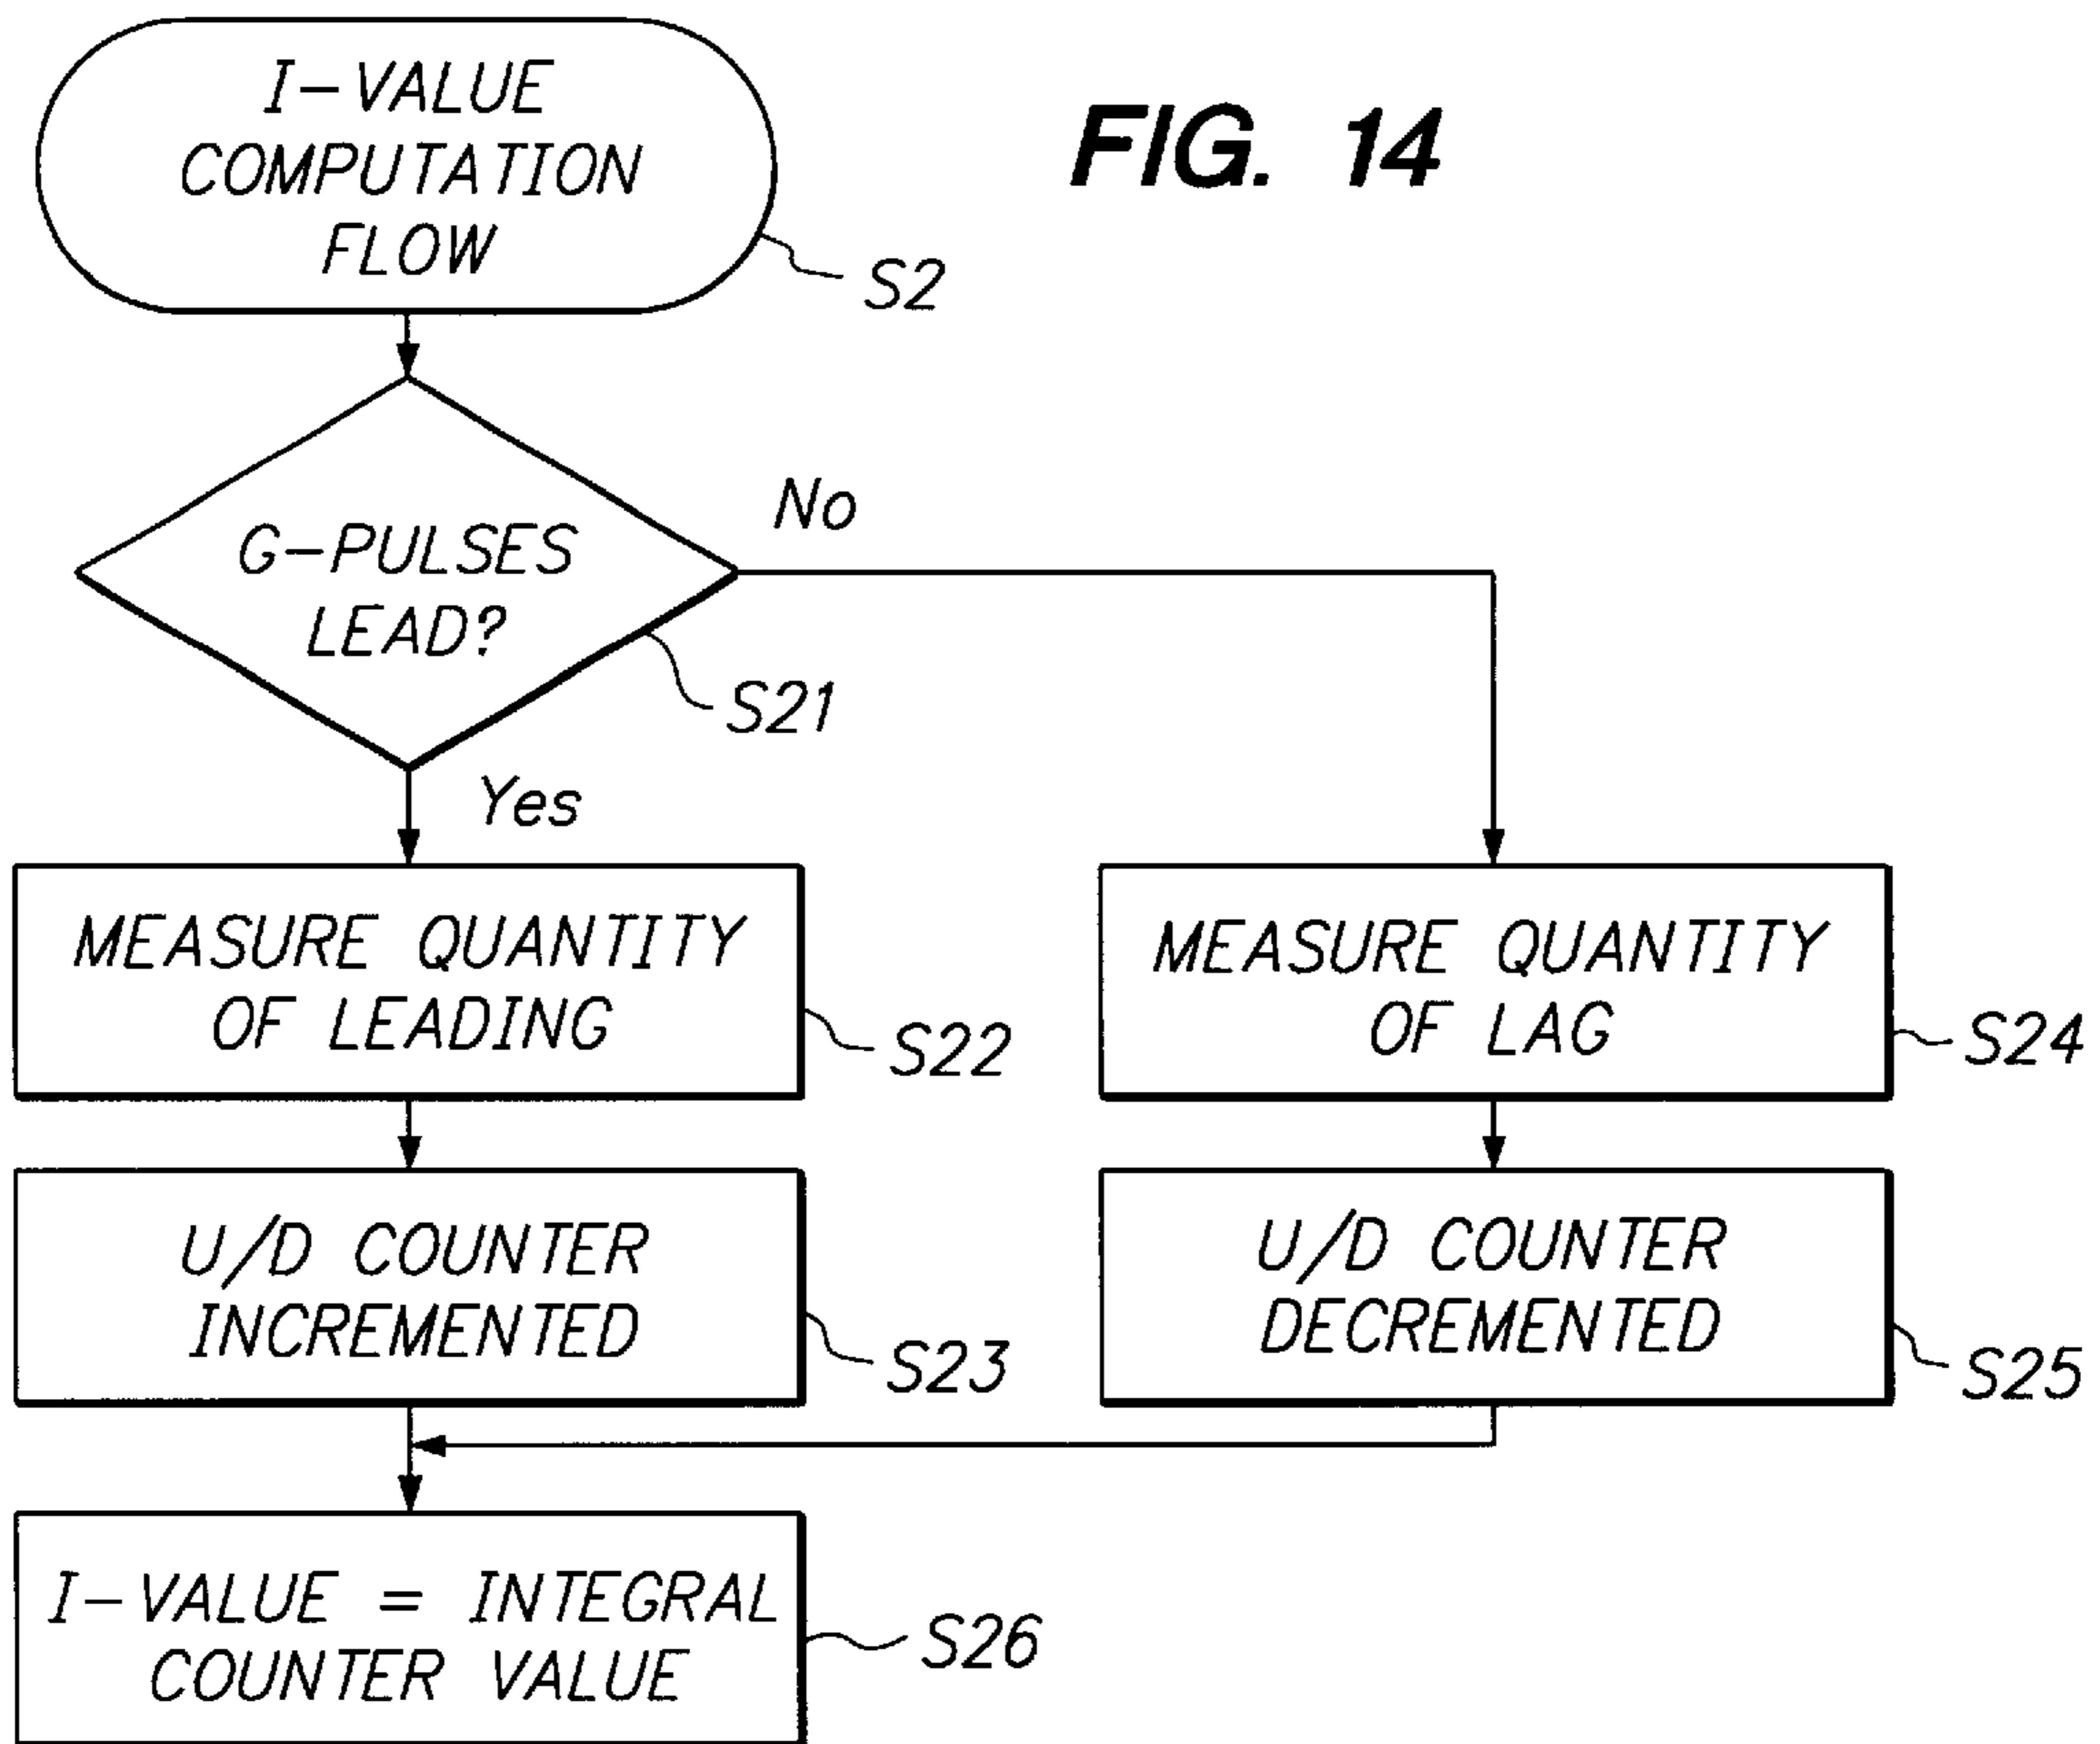 I-VALUE
COMPUTATION
FLOW
FIG. 14
S2
G-PULSES
LEAD?
No
S21
Yes
MEASURE QUANTITY
OF LEADING
S22
MEASURE QUANTITY
OF LAG
S24
U/D COUNTER
INCREMENTED
S23
U/D COUNTER
DECREMENTED
S25
I-VALUE = INTEGRAL
COUNTER VALUE
S26